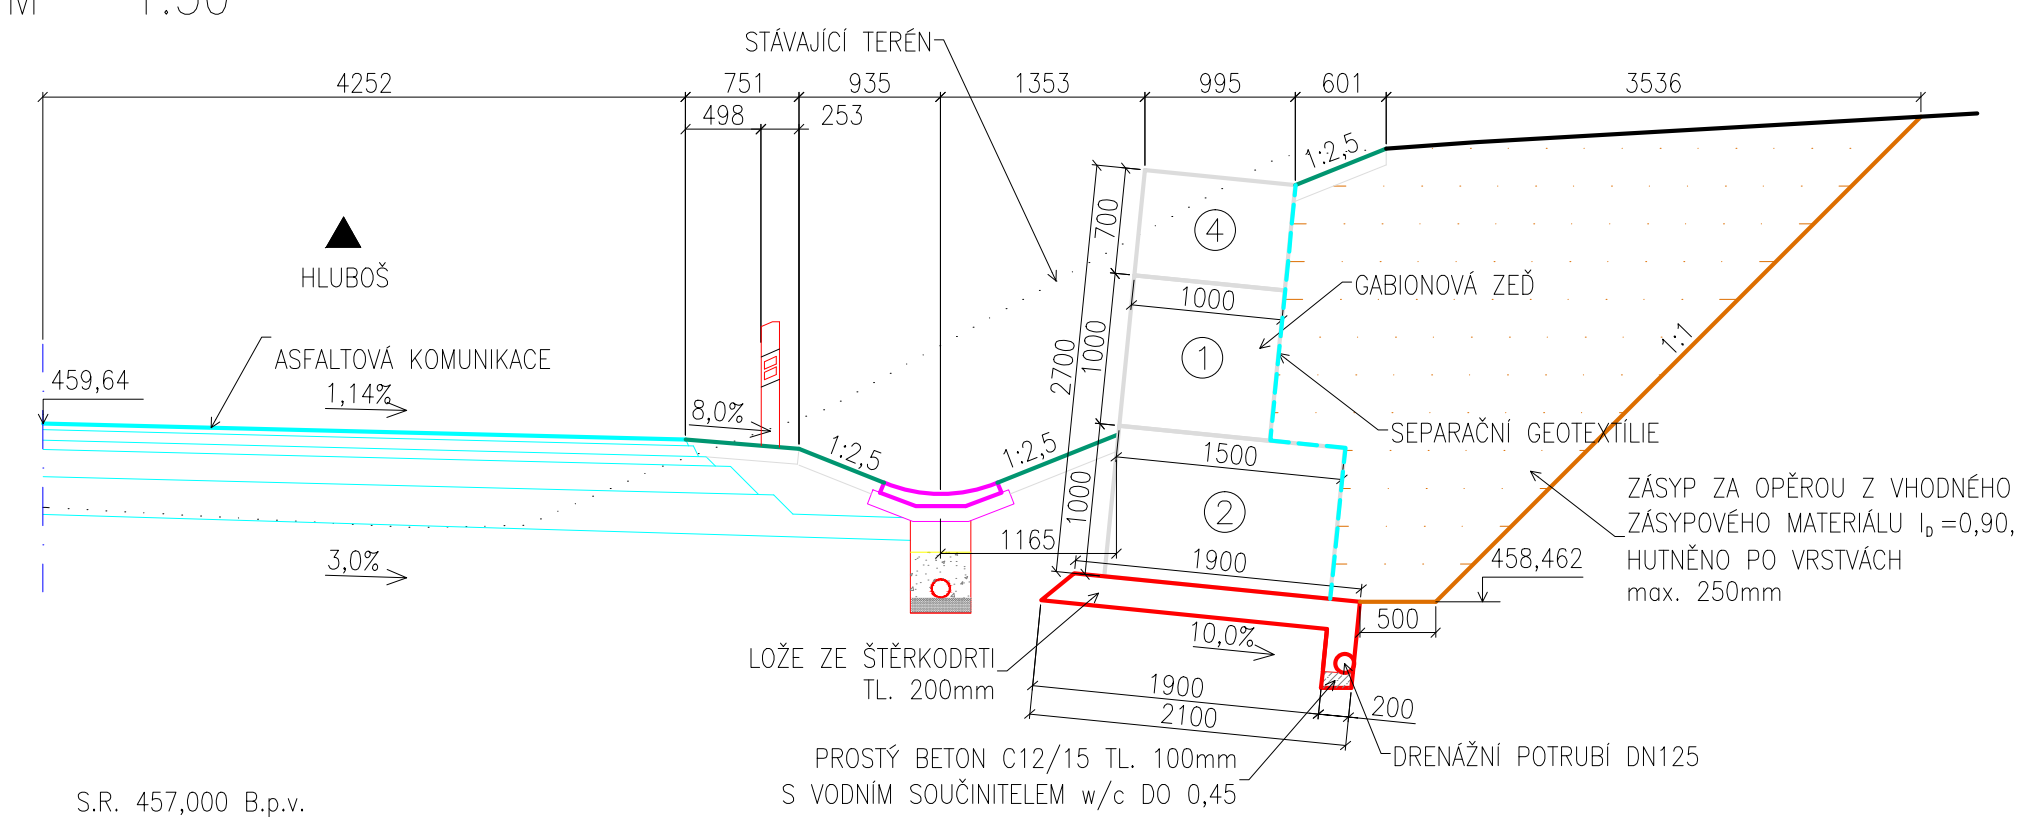 M 1:50
STÁVAJÍCÍ TERÉN
4252
751
935
1353
995
601
3536
498
253
1:2,5
700
4
HLUBOŠ
GABIONOVÁ ZEĎ
1000
1:1
ASFALTOVÁ KOMUNIKACE
459,64
1,14%
2700
1000
1
8,0%
1:2,5
1:2,5
SEPARAČNÍ GEOTEXTÍLIE
1500
ZÁSYP ZA OPĚROU Z VHODNÉHO
ZÁSYPOVÉHO MATERIÁLU ID=0,90,
HUTNĚNO PO VRSTVÁCH
max. 250mm
1000
2
1165
1900
458,462
3,0%
500
10,0%
LOŽE ZE ŠTĚRKODRTI
TL. 200mm
1900
2100
200
PROSTÝ BETON C12/15 TL. 100mm
S VODNÍM SOUČINITELEM w/c DO 0,45
DRENÁŽNÍ POTRUBÍ DN125
S.R. 457,000 B.p.v.